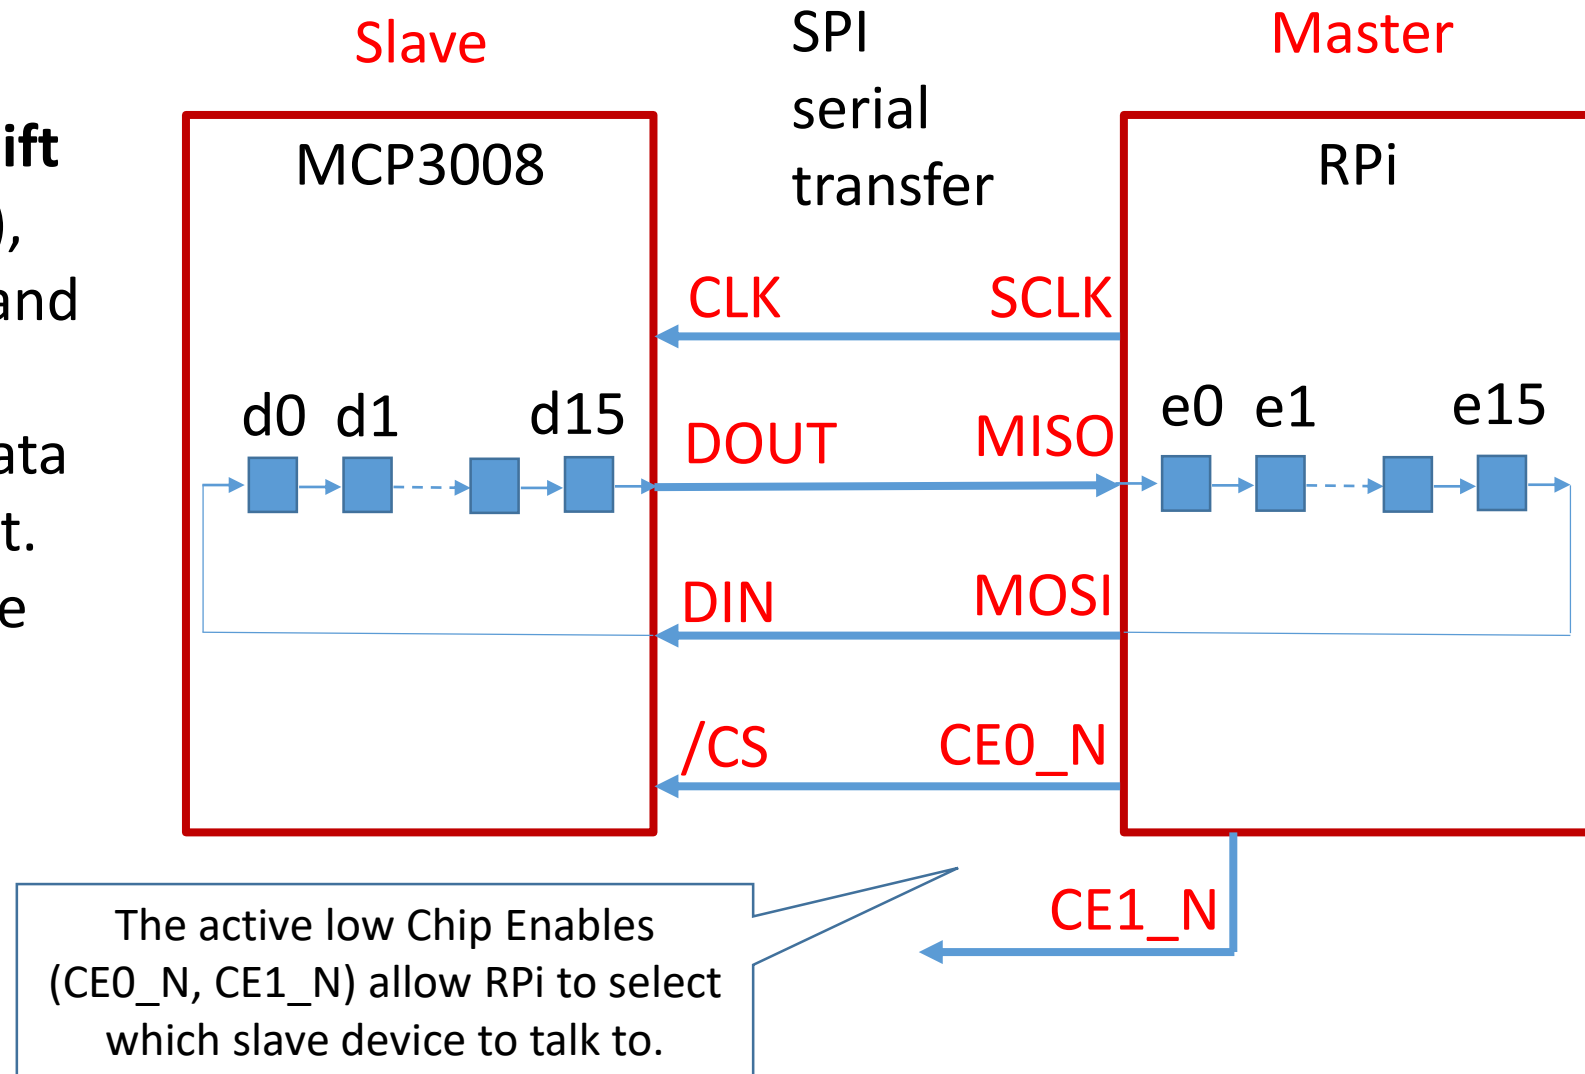 Slave
SPI
serial
transfer
Master
ift
),
and
ata
t.
e
MCP3008
RPi
CLK
SCLK
d0 d1 d15
DOUT
MISO
e0 e1 e15
DIN
MOSI
/CS
CE0_N
CE1_N
The active low Chip Enables
(CE0_N, CE1_N) allow RPi to select
which slave device to talk to.